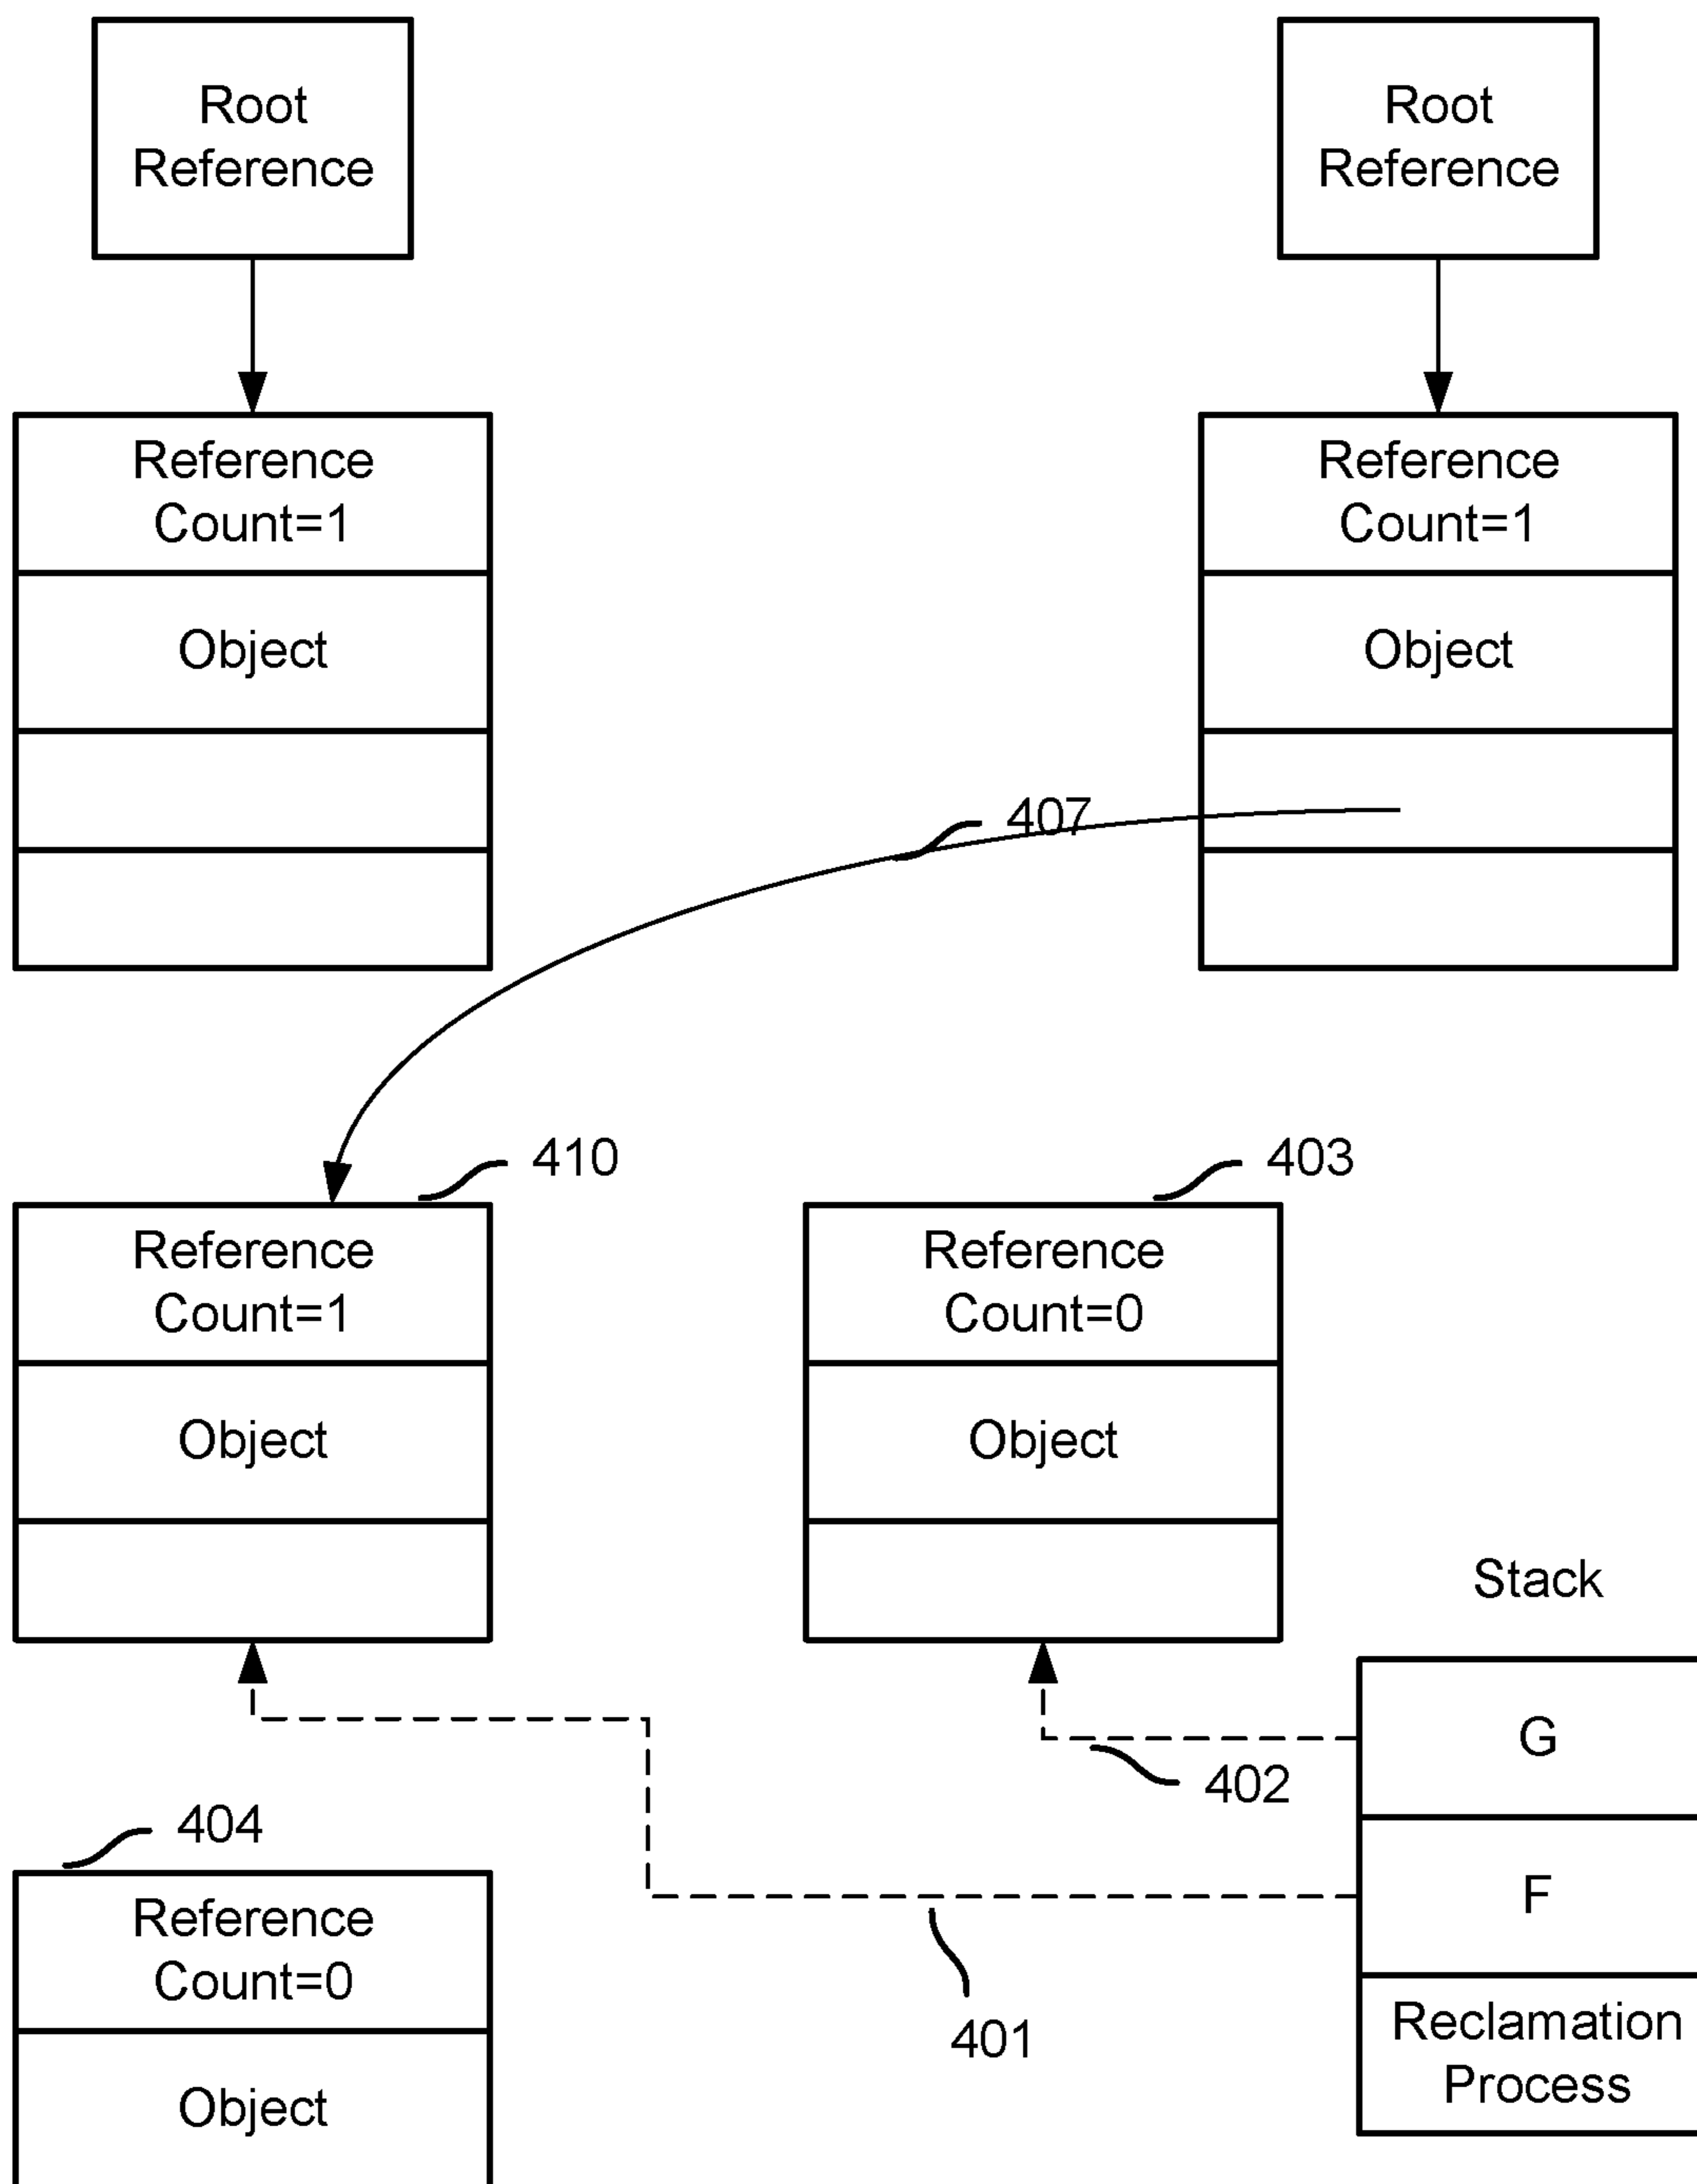 Root
Reference
Root
Reference
Reference
Count=1
Object
Reference
Count=1
Object
407
410
Reference
Count=1
Object
403
Reference
Count=0
Object
Stack
G
402
F
401
Reclamation
Process
404
Reference
Count=0
Object